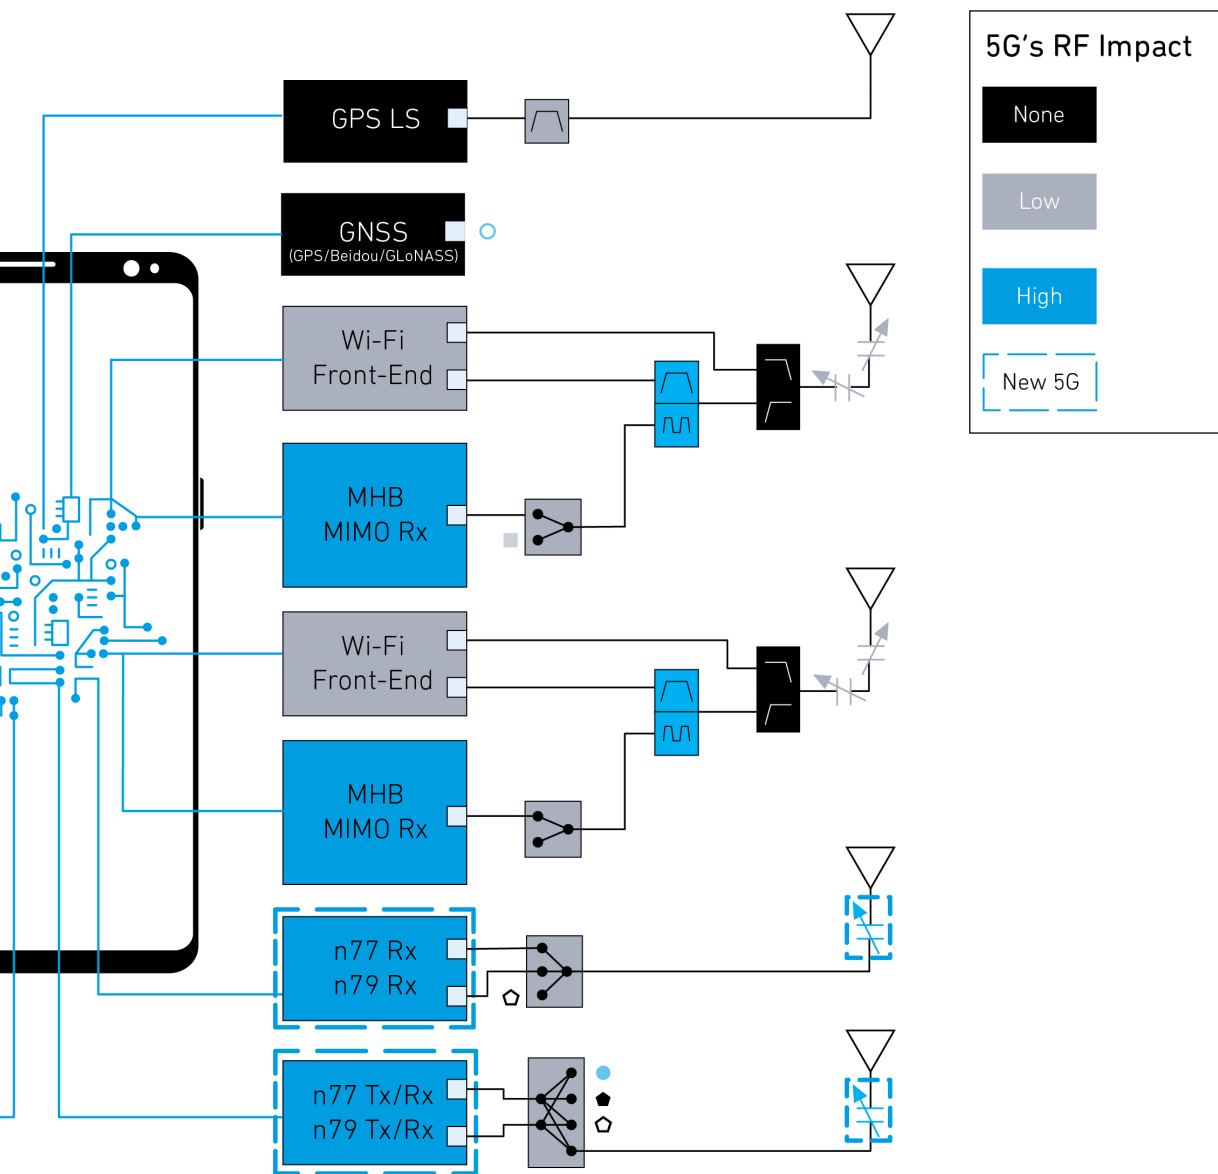 5G's RF Impact
None
Low
High
New 5G
GPS LS
GNSS
(GPS/Beidou/GLoNASS)
Wi-Fi
Front-End
MHB
MIMO Rx
Wi-Fi
Front-End
MHB
MIMO Rx
n77 Rx
n79 Rx
n77 Tx/Rx
n79 Tx/Rx